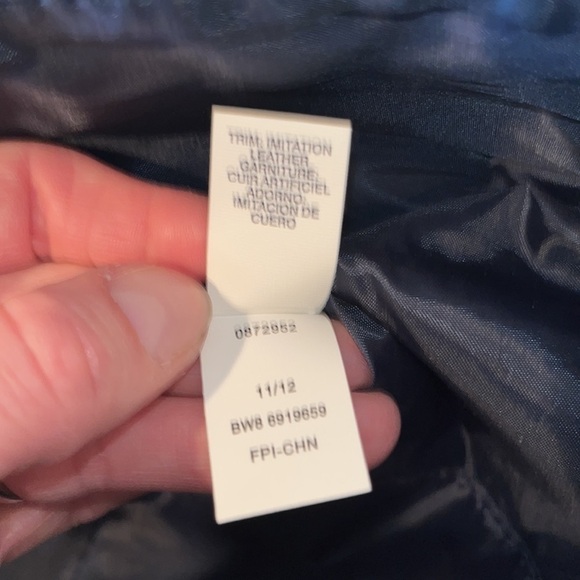 TRIM, IMITATION
LEATHER
GARNITURE,
CUIR ARTIFICIEL
ADORNO,
IMITACION DE
CUERO
0872952
11/12
BW8 6919659
FPI-CHN